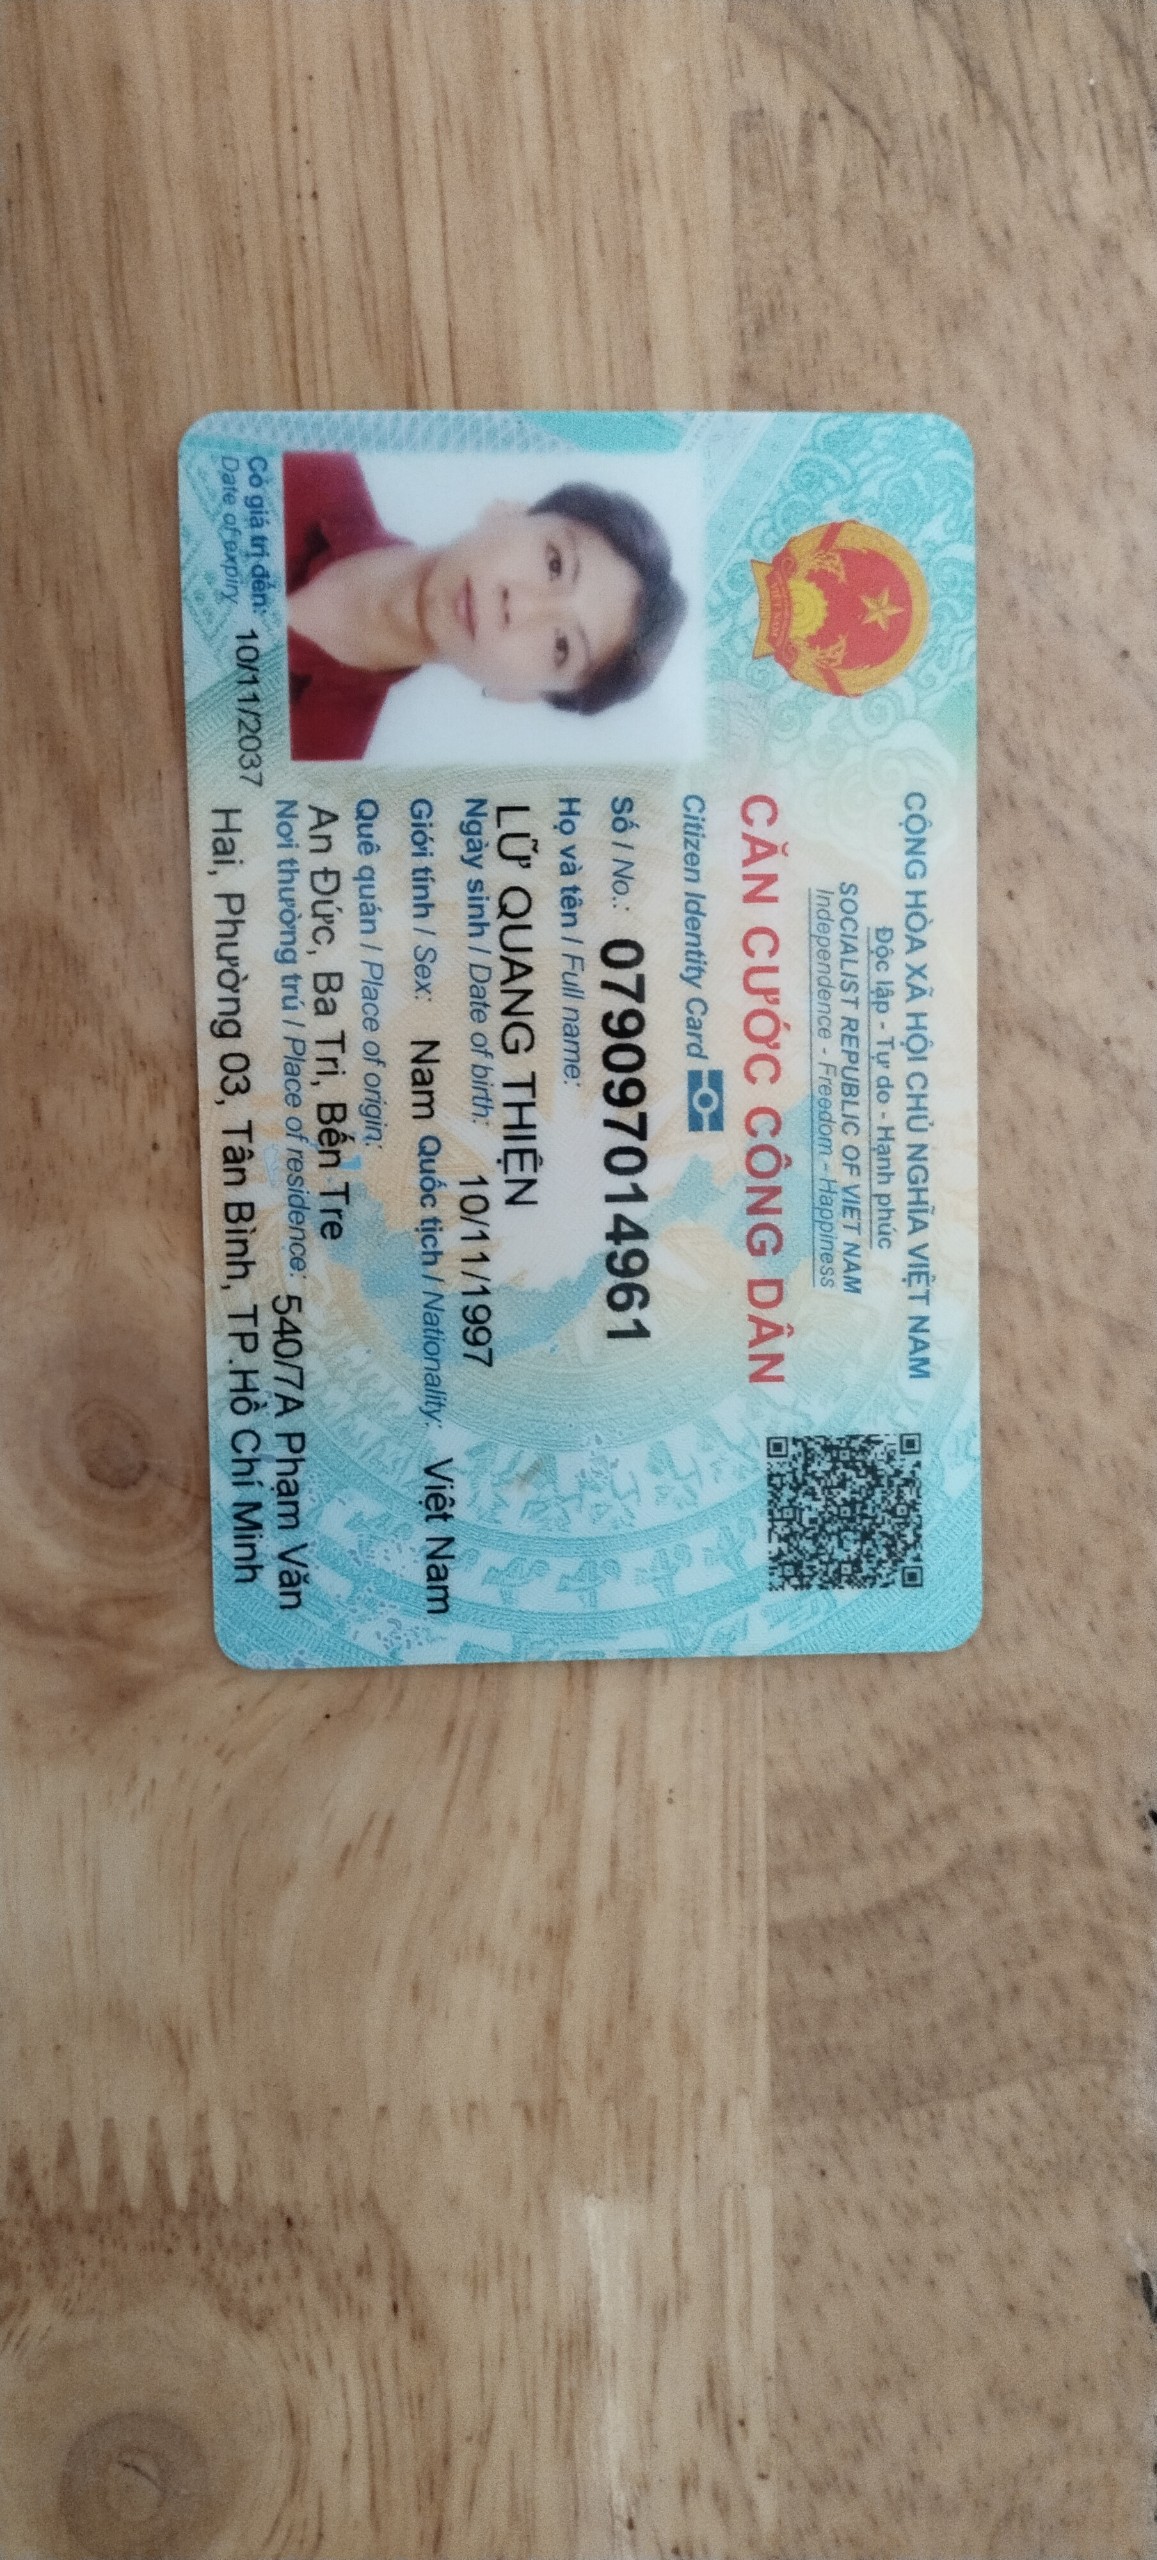 CỘNG HÒA XÃ HỘI CHỦ NGHĨA VIỆT NAM
Độc lập - Tự do - Hạnh phúc
SOCIALIST REPUBLIC OF VIET NAM
Independence - Freedom - Happiness
CĂN CƯỚC CÔNG DÂN
Citizen Identity Card
Số / No.: 079097014961
Họ và tên / Full name:
LỮ QUANG THIỆN
Ngày sinh / Date of birth: 10/11/1997
Giới tính / Sex: Nam Quốc tịch / Nationality: Việt Nam
Quê quán / Place of origin:
An Đức, Ba Tri, Bến Tre
Nơi thường trú / Place of residence: 540/7A Phạm Văn
Hai, Phường 03, Tân Bình, TP.Hồ Chí Minh
Có giá trị đến: 10/11/2037
Date of expiry
VIỆT NAM